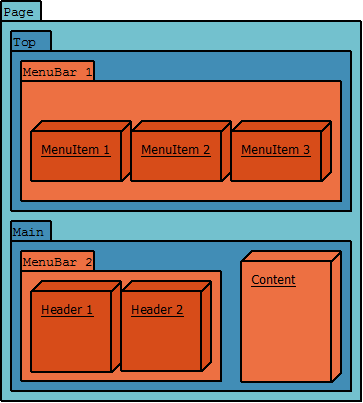 Page
Top
MenuBar 1
MenuItem 1
MenuItem 2
MenuItem 3
Main
MenuBar 2
Content
Header 1
Header 2